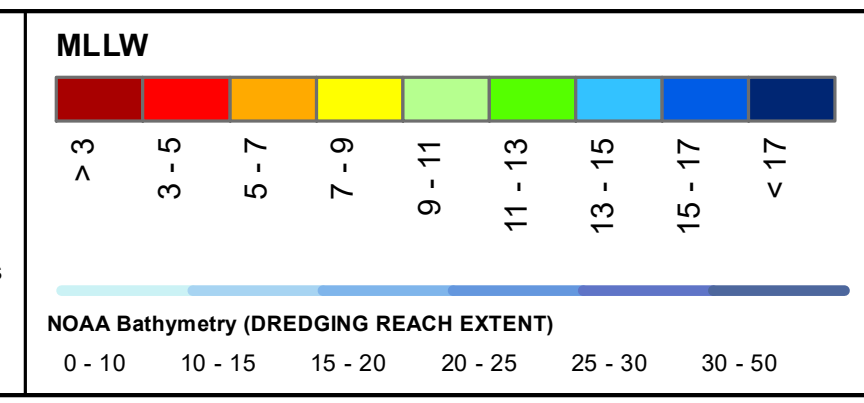 MLLW
> 3
3 - 5
5 - 7
7 - 9
9 - 11
11 - 13
13 - 15
15 - 17
< 17
NOAA Bathymetry (DREDGING REACH EXTENT)
0 - 10 10 - 15 15 - 20 20 - 25 25 - 30 30 - 50